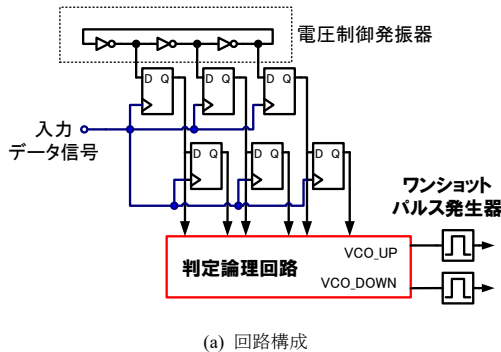 電圧制御発振器
D Q
D Q
D Q
入力
データ信号
D Q
D Q
D Q
ワンショット
パルス発生器
VCO_UP
判定論理回路
VCO_DOWN
(a) 回路構成